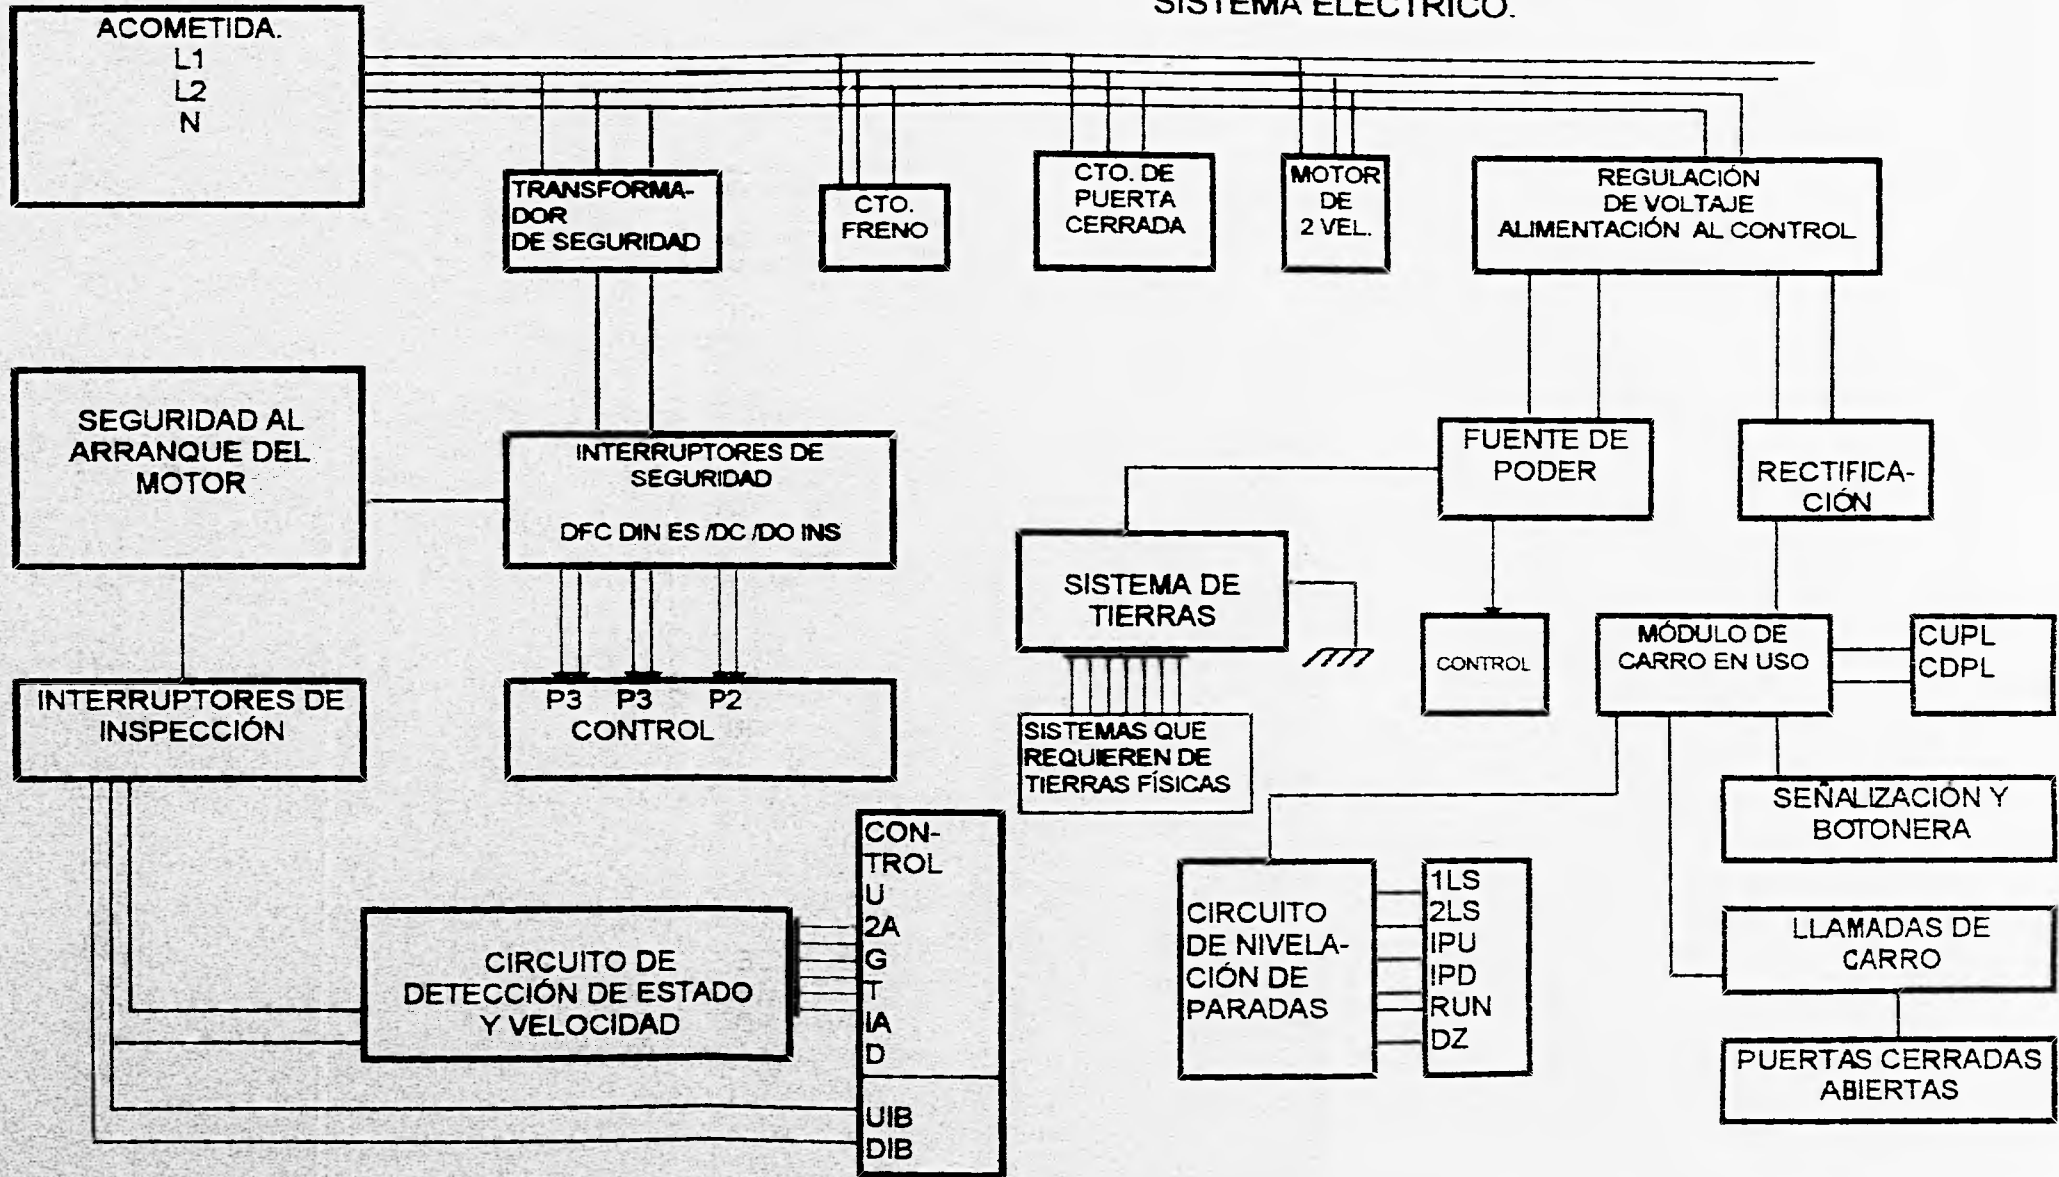 SISTEMA ELÉCTRICO.
ACOMETIDA.
L1
L2
N
TRANSFORMA-
DOR
DE SEGURIDAD
CTO.
FRENO
CTO. DE
PUERTA
CERRADA
MOTOR
DE
2 VEL.
REGULACIÓN
DE VOLTAJE
ALIMENTACIÓN AL CONTROL
SEGURIDAD AL
ARRANQUE DEL
MOTOR
INTERRUPTORES DE
SEGURIDAD
DFC DIN ES /DC /DO INS
FUENTE DE
PODER
RECTIFICA-
CIÓN
SISTEMA DE
TIERRAS
CONTROL
MÓDULO DE
CARRO EN USO
CUPL
CDPL
INTERRUPTORES DE
INSPECCIÓN
P3 P3 P2
CONTROL
SISTEMAS QUE
REQUIEREN DE
TIERRAS FÍSICAS
SEÑALIZACIÓN Y
BOTONERA
CON-
TROL
U
2A
G
T
IA
D
UIB
DIB
CIRCUITO DE
DETECCIÓN DE ESTADO
Y VELOCIDAD
CIRCUITO
DE NIVELA-
CIÓN DE
PARADAS
1LS
2LS
IPU
IPD
RUN
DZ
LLAMADAS DE
CARRO
PUERTAS CERRADAS
ABIERTAS